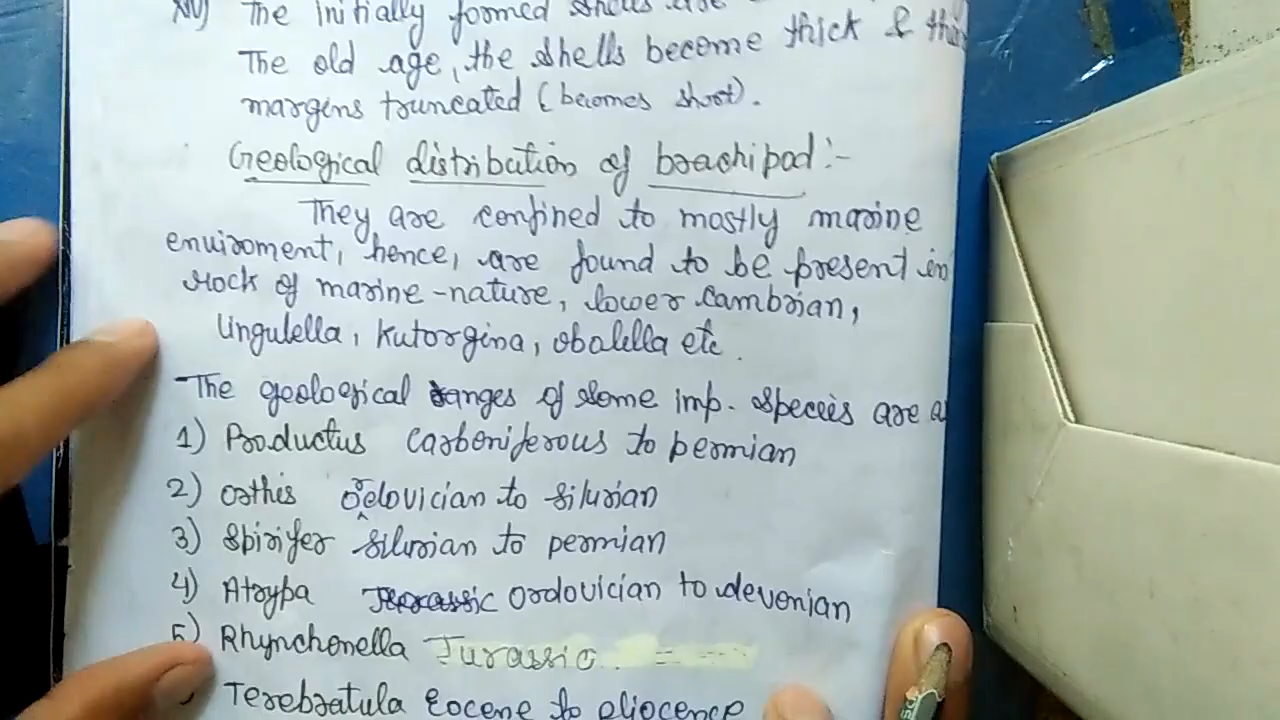 The initially formed shells
The old age, the shells become thick &
margins truncated (becomes short).
Geological distribution of brachipod:-
They are confined to mostly marine
enviroment, hence, are found to be present in
rock of marine-nature, lower cambrian,
Lingulella, Kutorgina, obolella etc.
The geological ranges of some imp. species are
1) Productus carboniferous to permian
2) Orthis Ordovician to silurian
3) Spirifer silurian to permian
4) Atrypa Jurassic Ordovician to devonian
5) Rhynchonella Jurassic
Terebratula Eocene to pliocence